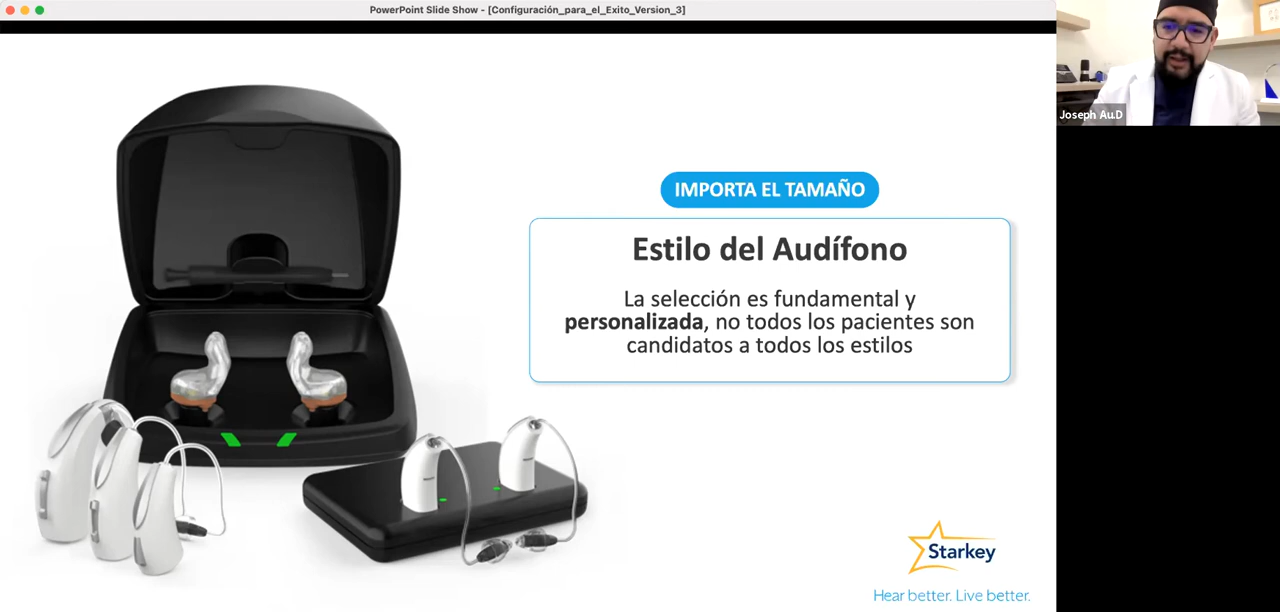 PowerPoint Slide Show - [Configuración_para_el_Exito_Version_3]
Joseph Au.D
IMPORTA EL TAMAÑO
Estilo del Audífono
La selección es fundamental y
personalizada, no todos los pacientes son
candidatos a todos los estilos
Starkey
Hear better. Live better.